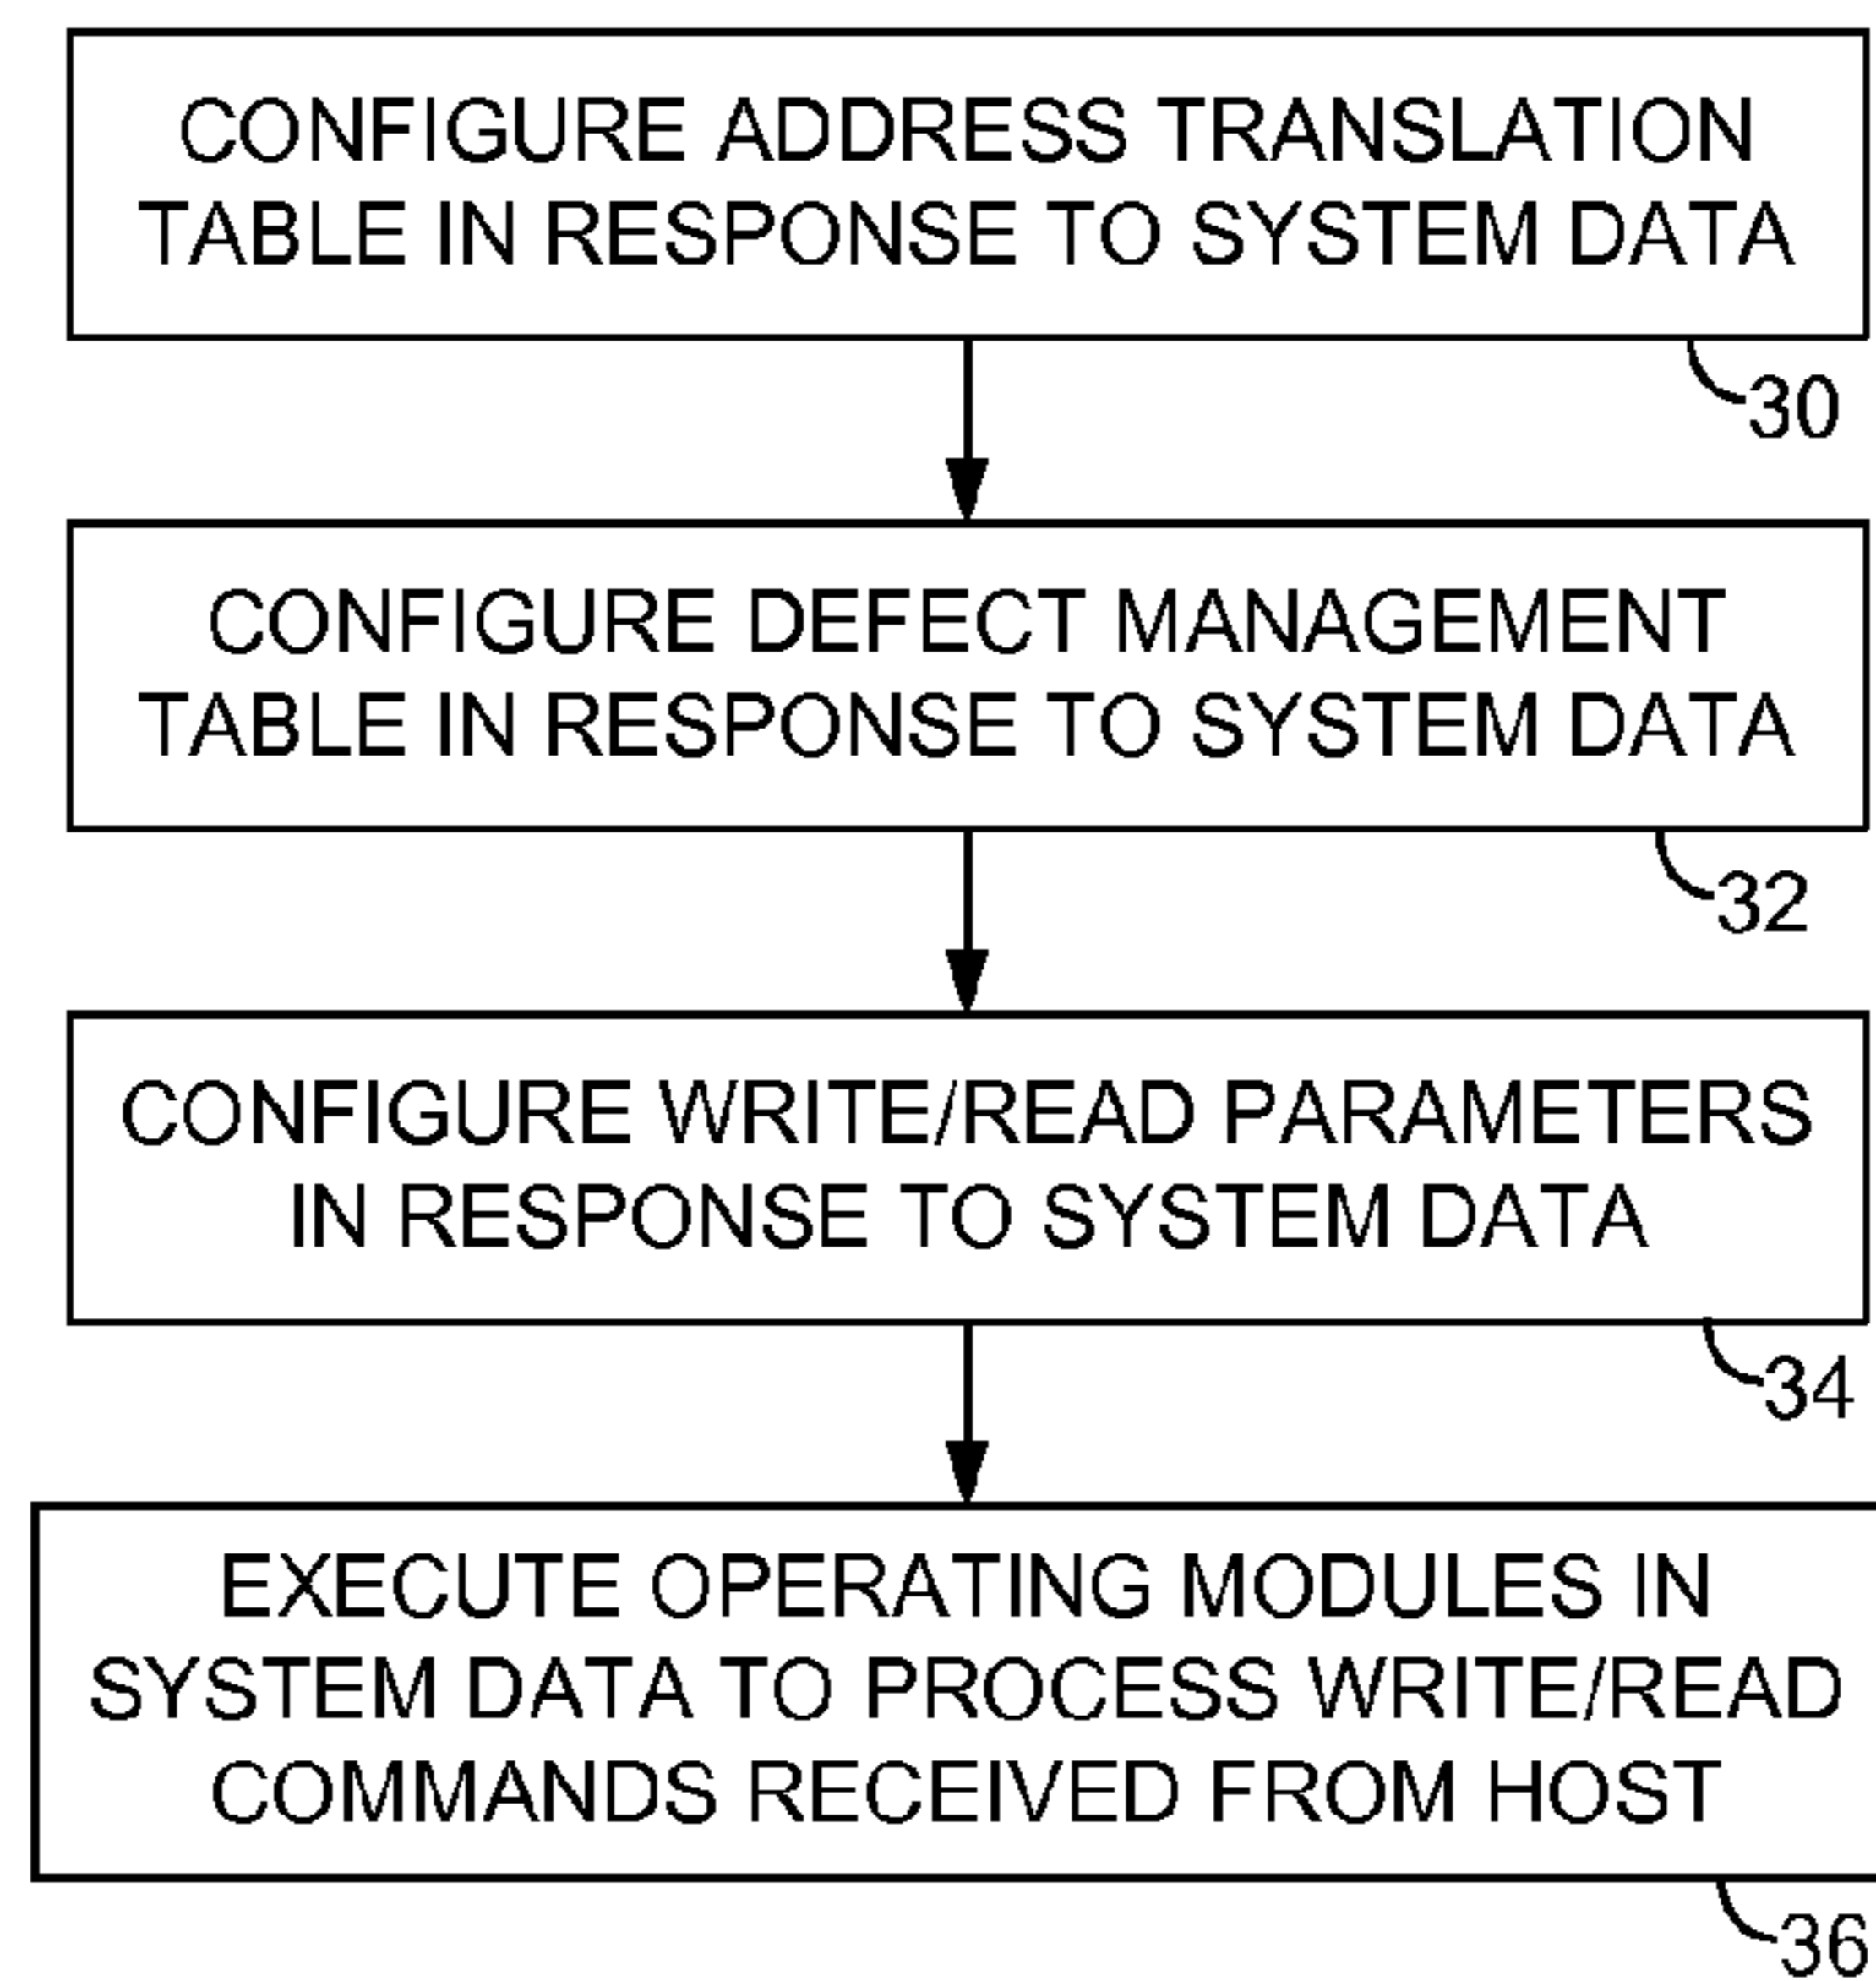 CONFIGURE ADDRESS TRANSLATION
TABLE IN RESPONSE TO SYSTEM DATA
30
CONFIGURE DEFECT MANAGEMENT
TABLE IN RESPONSE TO SYSTEM DATA
32
CONFIGURE WRITE/READ PARAMETERS
IN RESPONSE TO SYSTEM DATA
34
EXECUTE OPERATING MODULES IN
SYSTEM DATA TO PROCESS WRITE/READ
COMMANDS RECEIVED FROM HOST
36